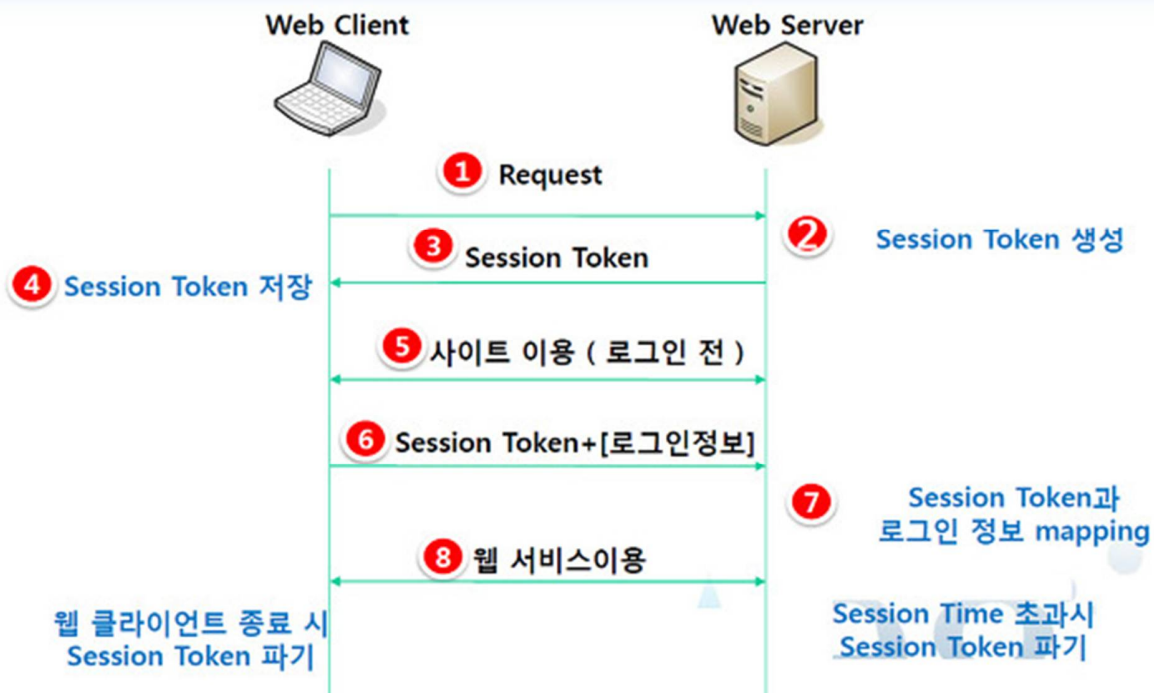 Web Client
Web Server
1 Request
2 Session Token 생성
3 Session Token
4 Session Token 저장
5 사이트 이용 ( 로그인 전 )
6 Session Token+[로그인정보]
7 Session Token과
로그인 정보 mapping
8 웹 서비스이용
웹 클라이언트 종료 시
Session Token 파기
Session Time 초과시
Session Token 파기